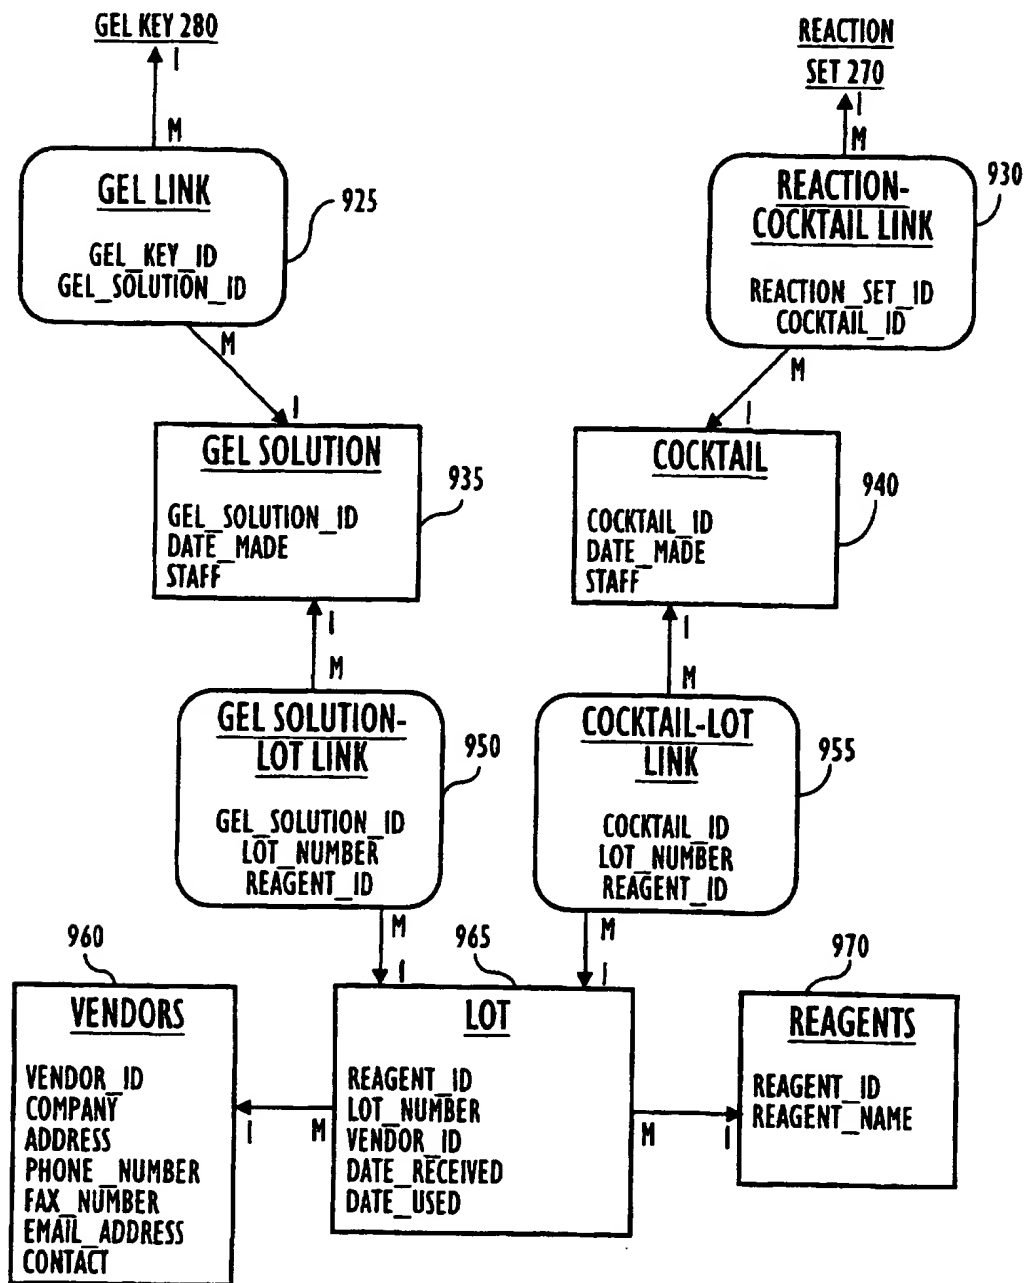 GEL KEY 280
1
M
GEL LINK
GEL_KEY_ID
GEL_SOLUTION_ID
925
M
1
GEL SOLUTION
GEL_SOLUTION_ID
DATE_MADE
STAFF
935
1
M
GEL SOLUTION-
LOT LINK
GEL_SOLUTION_ID
LOT_NUMBER
REAGENT_ID
950
M
1
REACTION
SET 270
1
M
REACTION-
COCKTAIL LINK
REACTION_SET_ID
COCKTAIL_ID
930
M
1
COCKTAIL
COCKTAIL_ID
DATE_MADE
STAFF
940
1
M
COCKTAIL-LOT
LINK
COCKTAIL_ID
LOT_NUMBER
REAGENT_ID
955
M
1
960
VENDORS
VENDOR_ID
COMPANY
ADDRESS
PHONE_NUMBER
FAX_NUMBER
EMAIL_ADDRESS
CONTACT
1
M
965
LOT
REAGENT_ID
LOT_NUMBER
VENDOR_ID
DATE_RECEIVED
DATE_USED
M
1
970
REAGENTS
REAGENT_ID
REAGENT_NAME